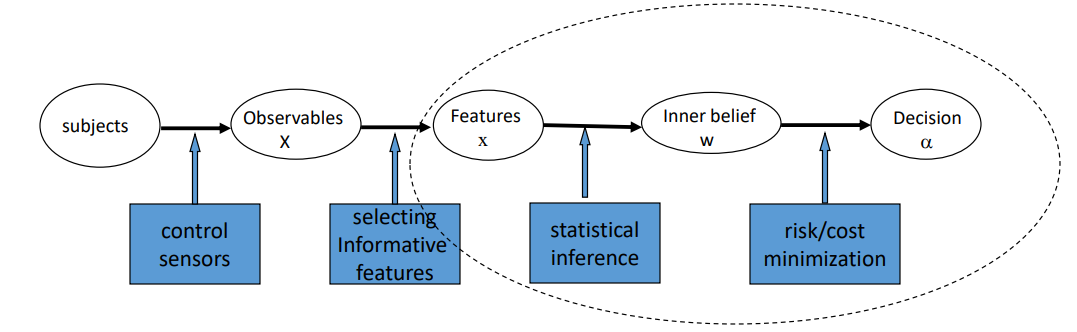 subjects
Observables
X
Features
x
Inner belief
w
Decision
α
control
sensors
selecting
Informative
features
statistical
inference
risk/cost
minimization